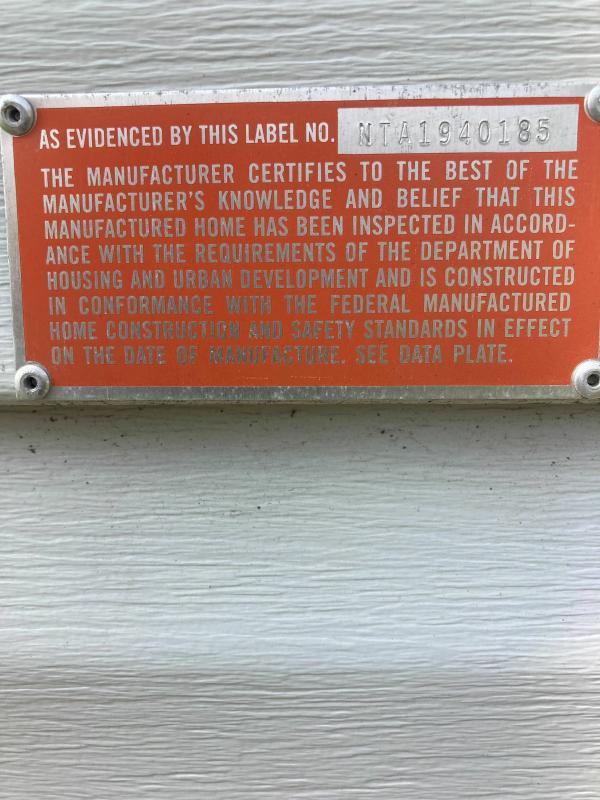 AS EVIDENCED BY THIS LABEL NO. NTA1940185
THE MANUFACTURER CERTIFIES TO THE BEST OF THE
MANUFACTURER'S KNOWLEDGE AND BELIEF THAT THIS
MANUFACTURED HOME HAS BEEN INSPECTED IN ACCORD-
ANCE WITH THE REQUIREMENTS OF THE DEPARTMENT OF
HOUSING AND URBAN DEVELOPMENT AND IS CONSTRUCTED
IN CONFORMANCE WITH THE FEDERAL MANUFACTURED
HOME CONSTRUCTION AND SAFETY STANDARDS IN EFFECT
ON THE DATE OF MANUFACTURE. SEE DATA PLATE.